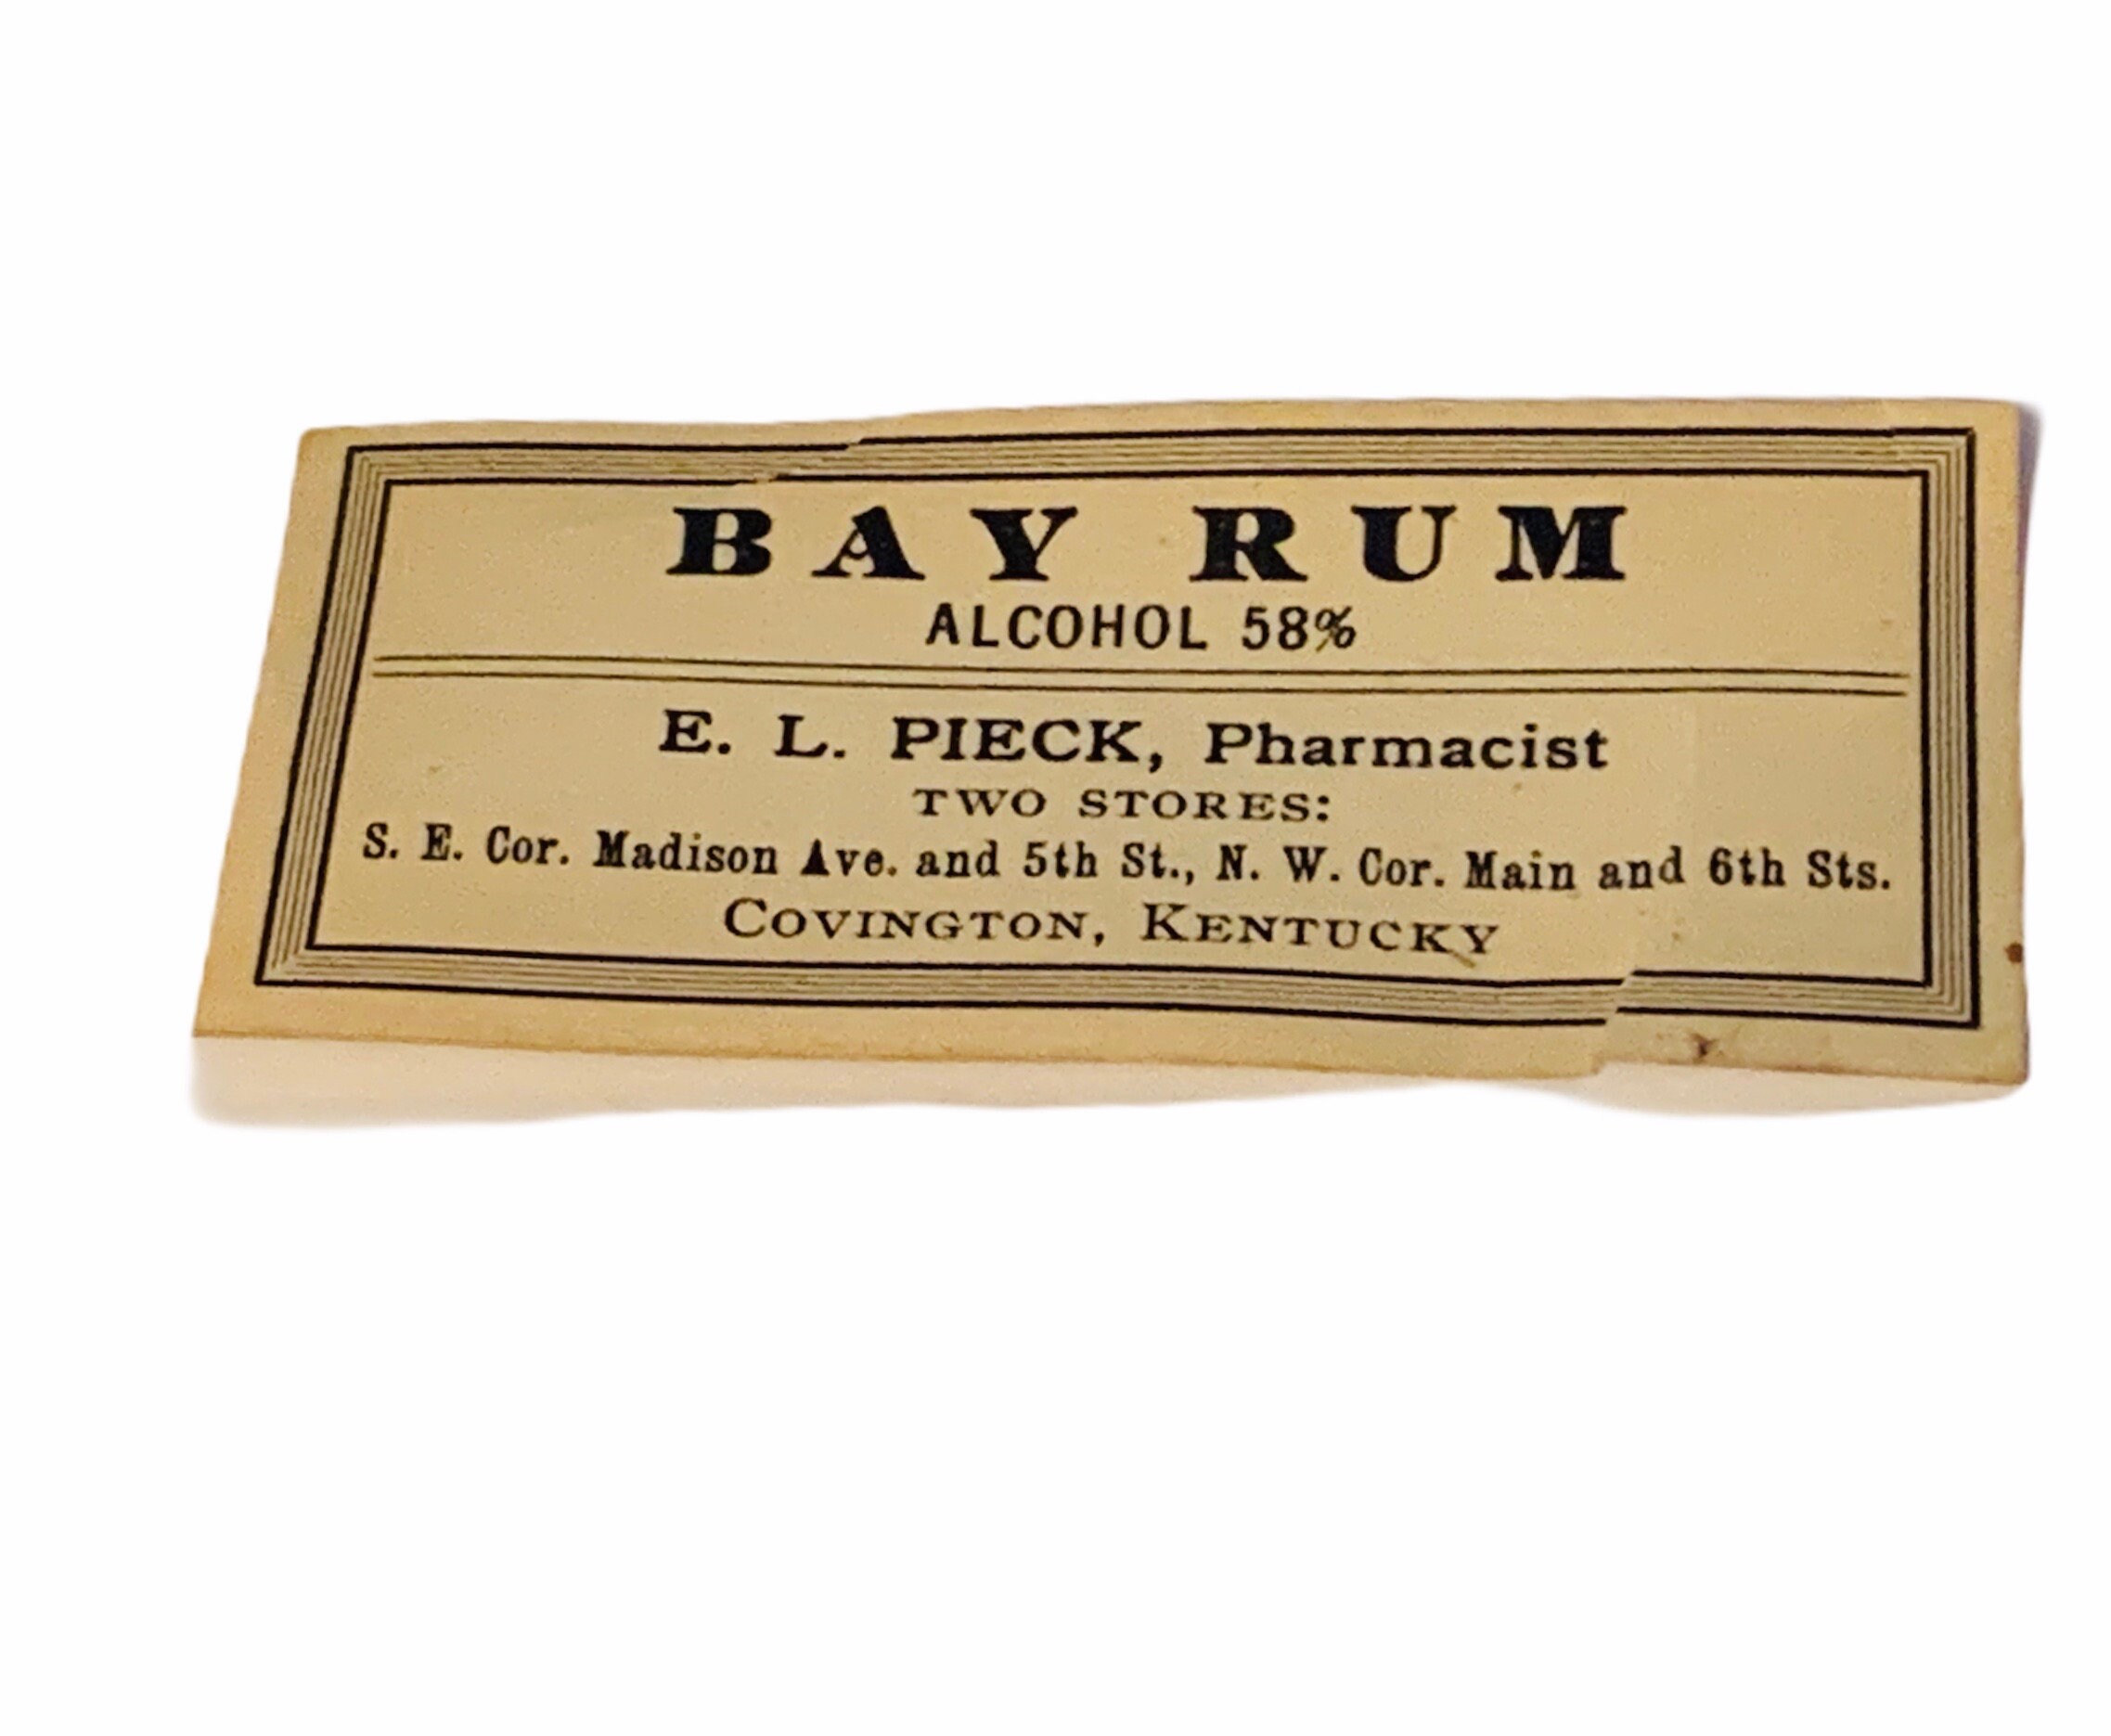 BAY RUM
ALCOHOL 58%
E. L. PIECK, Pharmacist
TWO STORES:
S. E. Cor. Madison Ave. and 5th St., N. W. Cor. Main and 6th Sts.
COVINGTON, KENTUCKY